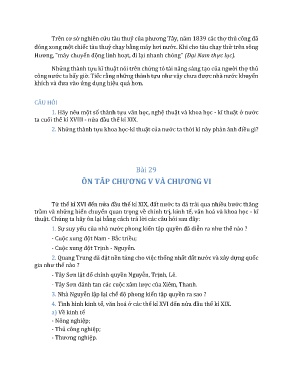 Trên cơ sở nghiên cứu tàu thuỷ của phương Tây, năm 1839 các thợ thủ công đã
đóng xong một chiếc tàu thuỷ chạy bằng máy hơi nước. Khi cho tàu chạy thử trên sông
Hương, "máy chuyển động linh hoạt, đi lại nhanh chóng" (Đại Nam thực lục).
Những thành tựu kĩ thuật nói trên chứng tỏ tài năng sáng tạo của người thợ thủ
công nước ta bấy giờ. Tiếc rằng những thành tựu như vậy chưa được nhà nước khuyến
khích và đưa vào ứng dụng hiệu quả hơn.
CÂU HỎI
1. Hãy nêu một số thành tựu văn học, nghệ thuật và khoa học - kĩ thuật ở nước
ta cuối thế kỉ XVIII - nửa đầu thế kỉ XIX.
2. Những thành tựu khoa học-kĩ thuật của nước ta thời kì này phản ánh điều gì?
Bài 29
ÔN TẬP CHƯƠNG V VÀ CHƯƠNG VI
Từ thế kỉ XVI đến nửa đầu thế kỉ XIX, đất nước ta đã trải qua nhiều bước thăng
trầm và những biến chuyển quan trọng về chính trị, kinh tế, văn hoá và khoa học - kĩ
thuật. Chúng ta hãy ôn lại bằng cách trả lời các câu hỏi sau đây:
1. Sự suy yếu của nhà nước phong kiến tập quyền đã diễn ra như thế nào ?
- Cuộc xung đột Nam - Bắc triều;
- Cuộc xung đột Trịnh - Nguyễn.
2. Quang Trung đã đặt nền tảng cho việc thống nhất đất nước và xây dựng quốc
gia như thế nào ?
- Tây Sơn lật đổ chính quyền Nguyễn, Trịnh, Lê.
- Tây Sơn đánh tan các cuộc xâm lược của Xiêm, Thanh.
3. Nhà Nguyễn lập lại chế độ phong kiến tập quyền ra sao ?
4. Tình hình kinh tế, văn hoá ở các thế kỉ XVI đến nửa đầu thế kỉ XIX.
a) Về kinh tế
- Nông nghiệp;
- Thủ công nghiệp;
- Thương nghiệp.